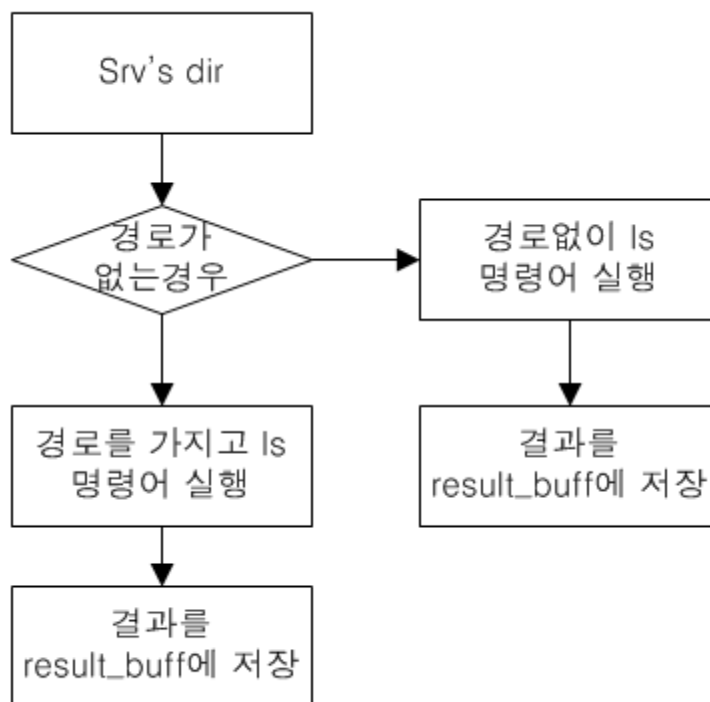 Srv's dir
경로가
없는경우
경로없이 ls
명령어 실행
경로를 가지고 ls
명령어 실행
결과를
result_buff에 저장
결과를
result_buff에 저장